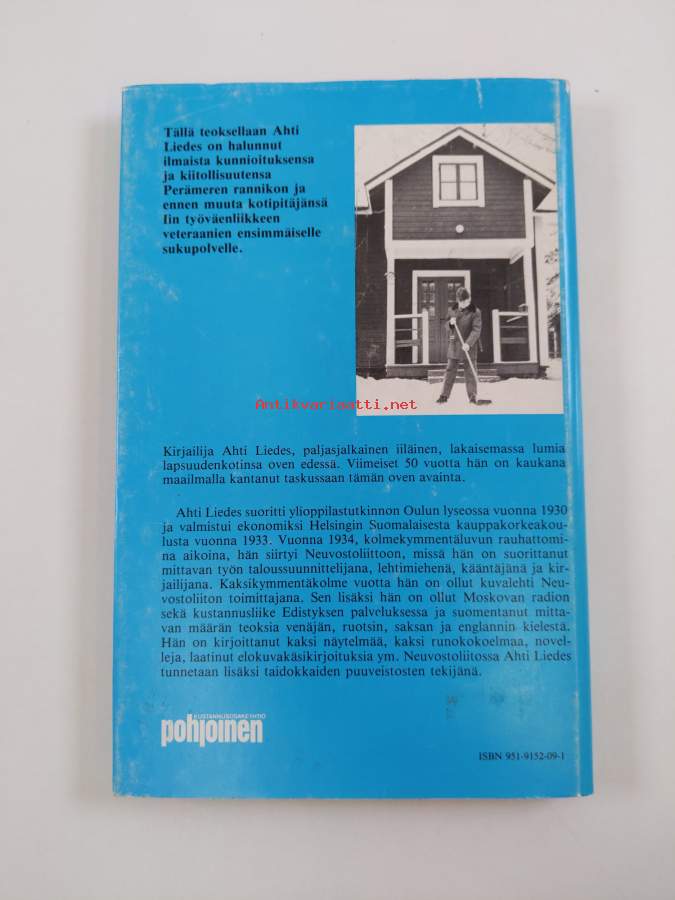 Tällä teoksellaan Ahti
Liedes on halunnut
ilmaista kunnioituksensa
ja kiitollisuutensa
Perämeren rannikon ja
ennen muuta kotipitäjänsä
Iin työväenliikkeen
veteraanien ensimmäiselle
sukupolvelle.
Antikvariaatti.net
Kirjailija Ahti Liedes, paljasjalkainen iiläinen, lakaisemassa lumia
lapsuudenkotinsa oven edessä. Viimeiset 50 vuotta hän on kaukana
maailmalla kantanut taskussaan tämän oven avainta.
Ahti Liedes suoritti ylioppilastutkinnon Oulun lyseossa vuonna 1930
ja valmistui ekonomiksi Helsingin Suomalaisesta kauppakorkeakou-
lusta vuonna 1933. Vuonna 1934, kolmekymmentäluvun rauhattomi-
na aikoina, hän siirtyi Neuvostoliittoon, missä hän on suorittanut
mittavan työn taloussuunnittelijana, lehtimiehenä, kääntäjänä ja kir-
jailijana. Kaksikymmentäkolme vuotta hän on ollut kuvalehti Neu-
vostoliiton toimittajana. Sen lisäksi hän on ollut Moskovan radion
sekä kustannusliike Edistyksen palveluksessa ja suomentanut mitta-
van määrän teoksia venäjän, ruotsin, saksan ja englannin kielestä.
Hän on kirjoittanut kaksi näytelmää, kaksi runokokoelmaa, novel-
leja, laatinut elokuvakäsikirjoituksia ym. Neuvostoliitossa Ahti Liedes
tunnetaan lisäksi taidokkaiden puuveistosten tekijänä.
KUSTANNUSOSAKEYHTIÖ
pohjoinen
ISBN 951-9152-09-1